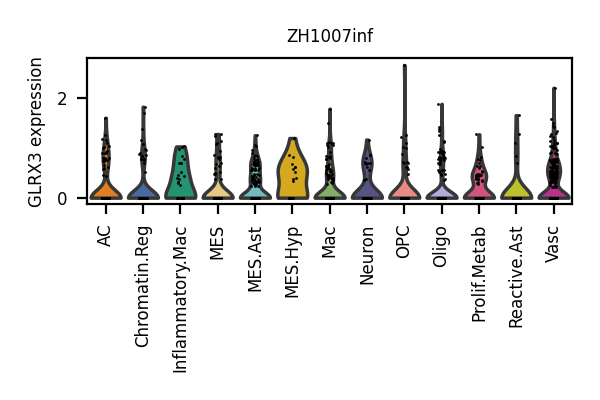 ZH1007inf
GLRX3 expression
2
0
AC
Chromatin.Reg
Inflammatory.Mac
MES
MES.Ast
MES.Hyp
Mac
Neuron
OPC
Oligo
Prolif.Metab
Reactive.Ast
Vasc